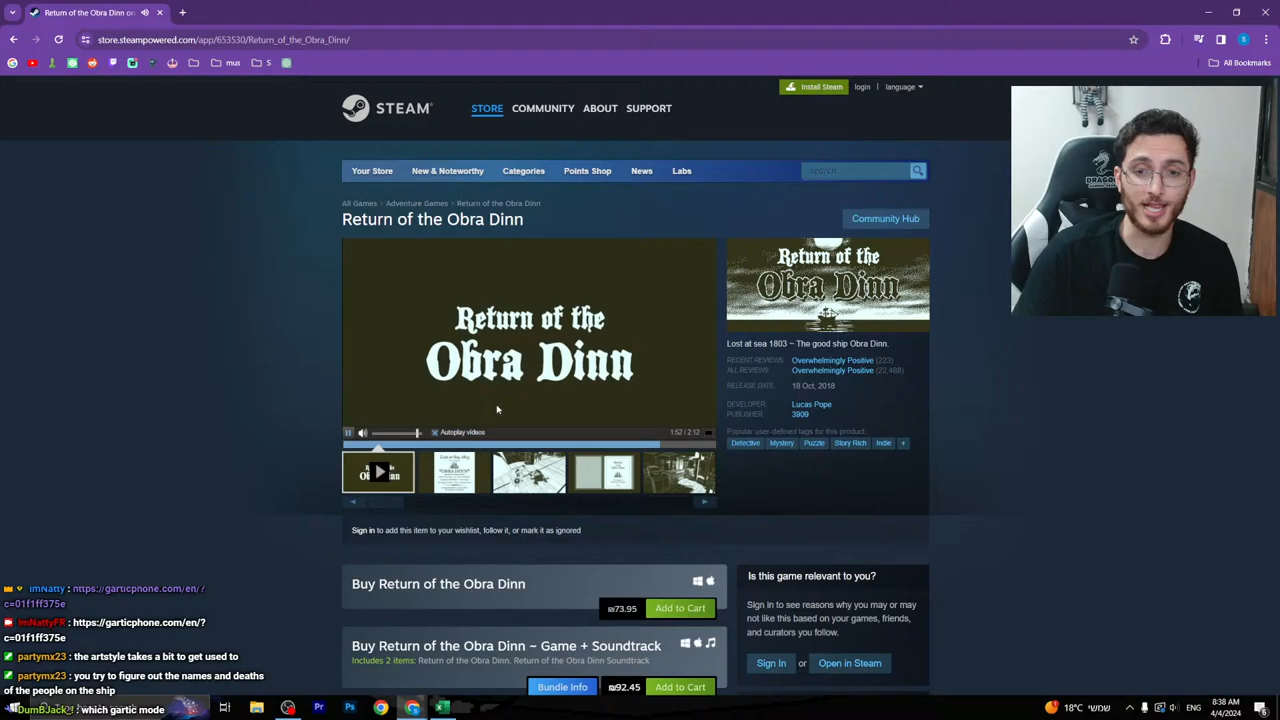 Return of the Obra Dinn on
store.steampowered.com/app/653530/Return_of_the_Obra_Dinn/
mus
S
All Bookmarks
Install Steam
login
language
STEAM
STORE
COMMUNITY
ABOUT
SUPPORT
Your Store
New & Noteworthy
Categories
Points Shop
News
Labs
search
All Games > Adventure Games > Return of the Obra Dinn
Return of the Obra Dinn
Community Hub
Return of the
Obra Dinn
Autoplay videos
1:52 / 2:12
Return of the
Obra Dinn
Lost at sea 1803 ~ The good ship Obra Dinn.
RECENT REVIEWS: Overwhelmingly Positive (223)
ALL REVIEWS: Overwhelmingly Positive (22,468)
RELEASE DATE: 18 Oct, 2018
DEVELOPER: Lucas Pope
PUBLISHER: 3909
Popular user-defined tags for this product:
Detective
Mystery
Puzzle
Story Rich
Indie
+
Sign in to add this item to your wishlist, follow it, or mark it as ignored
Buy Return of the Obra Dinn
₪73.95
Add to Cart
Buy Return of the Obra Dinn ~ Game + Soundtrack
Includes 2 items: Return of the Obra Dinn, Return of the Obra Dinn Soundtrack
Bundle Info
₪92.45
Add to Cart
Is this game relevant to you?
Sign in to see reasons why you may or may
not like this based on your games, friends,
and curators you follow.
Sign In
or
Open in Steam
ImNatty : https://garticphone.com/en/?
c=01f1ff375e
ImNattyFR : https://garticphone.com/en/?
c=01f1ff375e
partymx23 : the artstyle takes a bit to get used to
partymx23 : you try to figure out the names and deaths
of the people on the ship
DumBJack_ : which gartic mode
18°C שמשי
ENG
8:38 AM
4/4/2024